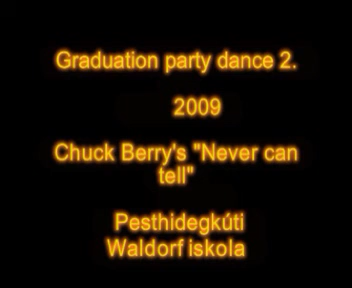 Graduation party dance 2.
2009
Chuck Berry's "Never can
tell"
Pesthidegkúti
Waldorf iskola